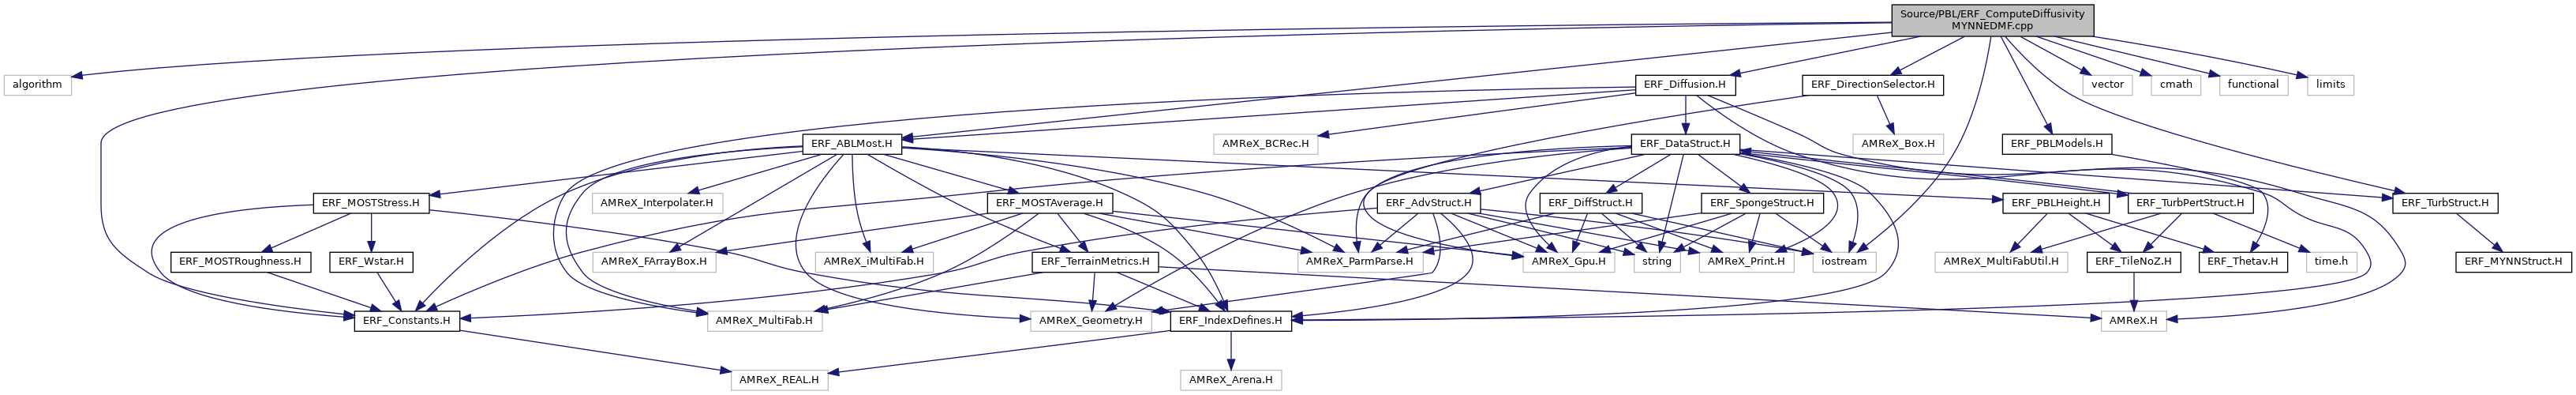 Source/PBL/ERF_ComputeDiffusivity
MYNNEDMF.cpp
algorithm
ERF_Diffusion.H
ERF_DirectionSelector.H
vector
cmath
functional
limits
ERF_ABLMost.H
AMReX_BCRec.H
ERF_DataStruct.H
AMReX_Box.H
ERF_PBLModels.H
ERF_MOSTStress.H
AMReX_Interpolater.H
ERF_MOSTAverage.H
ERF_AdvStruct.H
ERF_DiffStruct.H
ERF_SpongeStruct.H
ERF_PBLHeight.H
ERF_TurbPertStruct.H
ERF_TurbStruct.H
ERF_MOSTRoughness.H
ERF_Wstar.H
AMReX_FArrayBox.H
AMReX_iMultiFab.H
ERF_TerrainMetrics.H
AMReX_ParmParse.H
AMReX_Gpu.H
string
AMReX_Print.H
iostream
AMReX_MultiFabUtil.H
ERF_TileNoZ.H
ERF_Thetav.H
time.h
ERF_MYNNStruct.H
ERF_Constants.H
AMReX_MultiFab.H
AMReX_Geometry.H
ERF_IndexDefines.H
AMReX.H
AMReX_REAL.H
AMReX_Arena.H